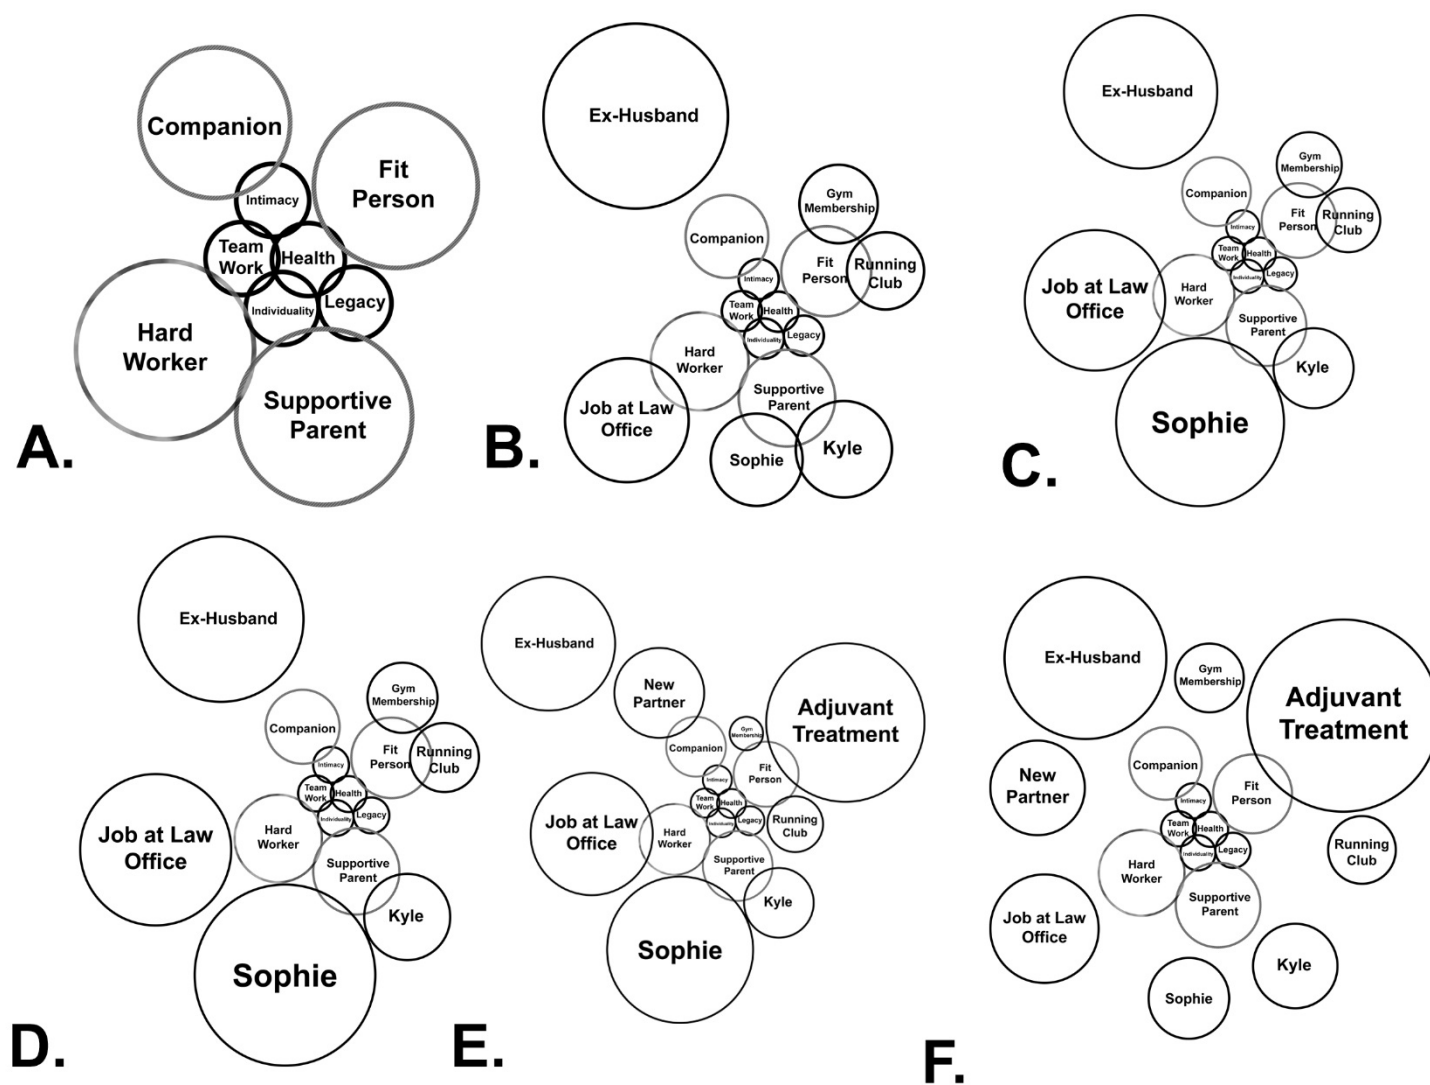 Companion
Fit
Person
Intimacy
Team
Work
Health
Individuality
Legacy
Hard
Worker
Supportive
Parent
A.
Ex-Husband
Gym
Membership
Companion
Fit
Person
Running
Club
Intimacy
Team
Work
Health
Individuality
Legacy
Hard
Worker
Supportive
Parent
Job at Law
Office
Sophie
Kyle
B.
Ex-Husband
Gym
Membership
Companion
Fit
Person
Running
Club
Intimacy
Team
Work
Health
Individuality
Legacy
Job at Law
Office
Hard
Worker
Supportive
Parent
Kyle
Sophie
C.
Ex-Husband
Gym
Membership
Companion
Fit
Person
Running
Club
Intimacy
Team
Work
Health
Individuality
Legacy
Job at Law
Office
Hard
Worker
Supportive
Parent
Kyle
Sophie
D.
Ex-Husband
New
Partner
Adjuvant
Treatment
Gym
Membership
Companion
Fit
Person
Intimacy
Team
Work
Health
Individuality
Legacy
Running
Club
Job at Law
Office
Hard
Worker
Supportive
Parent
Kyle
Sophie
E.
Ex-Husband
Gym
Membership
Adjuvant
Treatment
Companion
New
Partner
Fit
Person
Intimacy
Team
Work
Health
Individuality
Legacy
Running
Club
Hard
Worker
Supportive
Parent
Job at Law
Office
Kyle
Sophie
F.